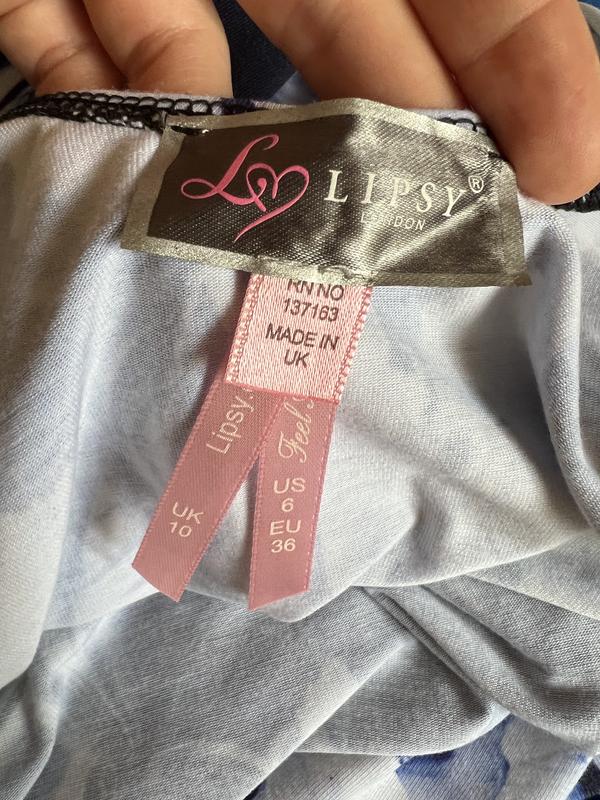 LIPSY®
LONDON
RN NO
137163
MADE IN
UK
Lipsy.
Feel
UK
10
US
6
EU
36